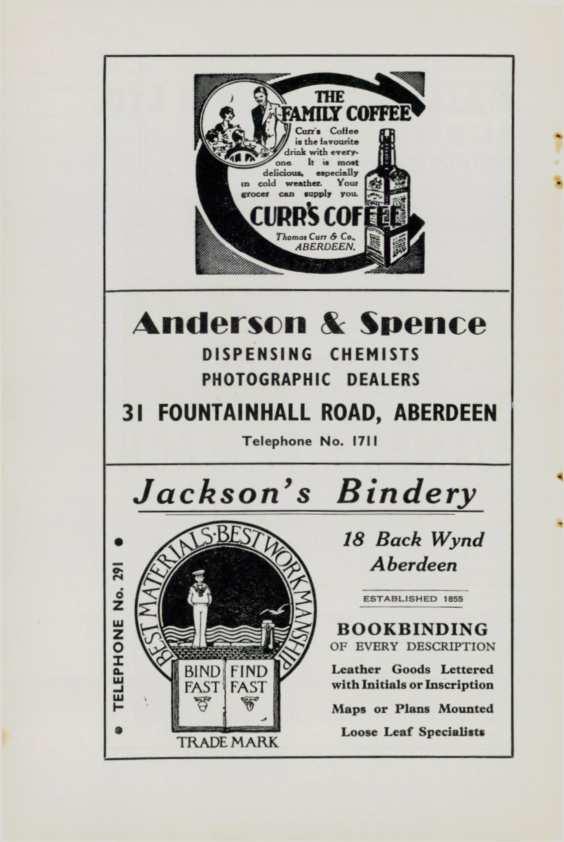 THE
FAMILY COFFEE
Curr's Coffee
is the favourite
drink with every-
one. It is most
delicious, especially
in cold weather. Your
grocer can supply you.
CURR'S COFFEE
Thomas Curr & Co.,
ABERDEEN.
Anderson & Spence
DISPENSING CHEMISTS
PHOTOGRAPHIC DEALERS
31 FOUNTAINHALL ROAD, ABERDEEN
Telephone No. 1711
Jackson's Bindery
• TELEPHONE No. 291 •
BEST MATERIALS·BEST WORKMANSHIP
BIND FIND
FAST FAST
TRADE MARK
18 Back Wynd
Aberdeen
ESTABLISHED 1855
BOOKBINDING
OF EVERY DESCRIPTION
Leather Goods Lettered
with Initials or Inscription
Maps or Plans Mounted
Loose Leaf Specialists